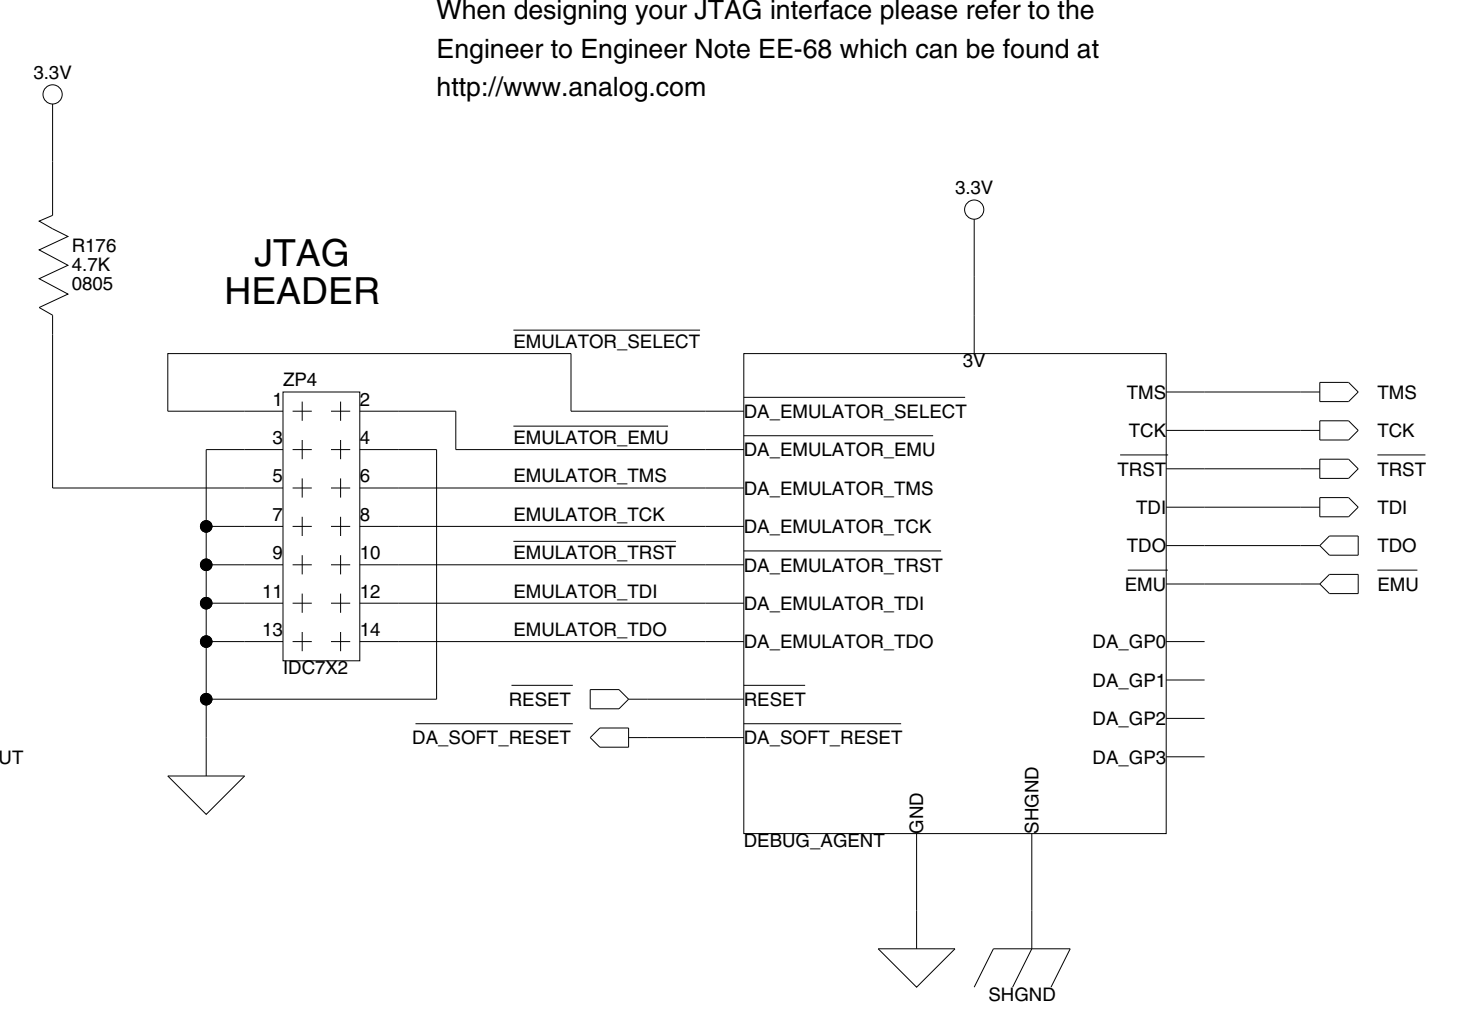 When designing your JTAG interface please refer to the
Engineer to Engineer Note EE-68 which can be found at
http://www.analog.com
3.3V
R176
4.7K
0805
JTAG
HEADER
3.3V
3V
EMULATOR_SELECT
ZP4
1 2
3 4
5 6
7 8
9 10
11 12
13 14
IDC7X2
EMULATOR_EMU
EMULATOR_TMS
EMULATOR_TCK
EMULATOR_TRST
EMULATOR_TDI
EMULATOR_TDO
RESET
DA_SOFT_RESET
DA_EMULATOR_SELECT
DA_EMULATOR_EMU
DA_EMULATOR_TMS
DA_EMULATOR_TCK
DA_EMULATOR_TRST
DA_EMULATOR_TDI
DA_EMULATOR_TDO
RESET
DA_SOFT_RESET
TMS TMS
TCK TCK
TRST TRST
TDI TDI
TDO TDO
EMU EMU
DA_GP0
DA_GP1
DA_GP2
DA_GP3
UT
GND
SHGND
DEBUG_AGENT
SHGND